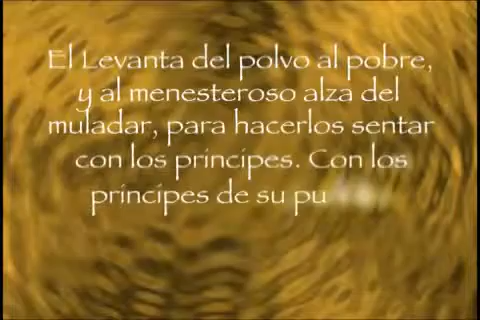 El Levanta del polvo al pobre,
y al menesteroso alza del
muladar, para hacerlos sentar
con los principes. Con los
principes de su pu